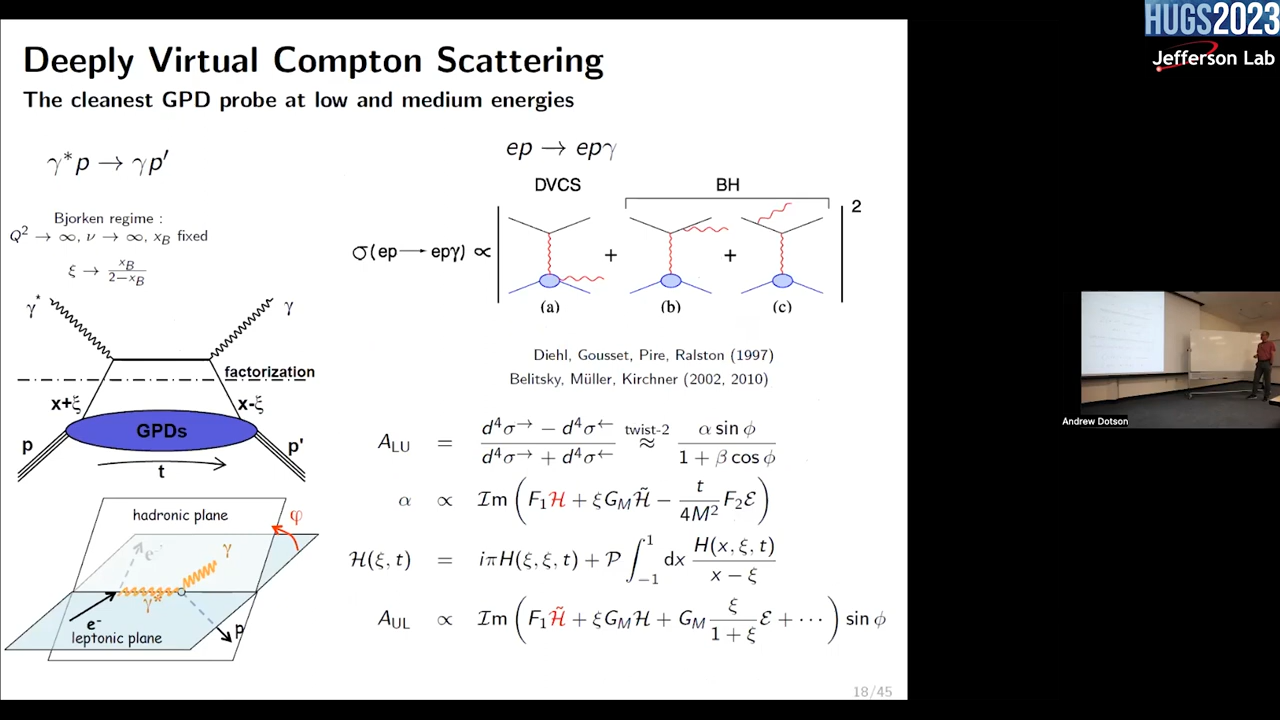 HUGS2023
Jefferson Lab
Deeply Virtual Compton Scattering
The cleanest GPD probe at low and medium energies
γ*p → γp′
Bjorken regime :
Q² → ∞, ν → ∞, x_B fixed
ξ → x_B / (2−x_B)
γ* γ
factorization
x+ξ x-ξ
GPDs
p p'
t
hadronic plane
φ
e⁻
γ
γ*
e⁻
p
leptonic plane
ep → epγ
DVCS BH
σ(ep → epγ) ∝ | + + | 2
(a) (b) (c)
Diehl, Gousset, Pire, Ralston (1997)
Belitsky, Müller, Kirchner (2002, 2010)
A_LU = (d⁴σ→ − d⁴σ←) / (d⁴σ→ + d⁴σ←) twist-2 ≈ α sin ϕ / (1 + β cos ϕ)
α ∝ ℐm ( F₁ℋ + ξG_M ℋ̃ − t/(4M²) F₂ℰ )
ℋ(ξ, t) = iπH(ξ, ξ, t) + 𝒫 ∫₋₁¹ dx H(x, ξ, t) / (x − ξ)
A_UL ∝ ℐm ( F₁ℋ̃ + ξG_M ℋ + G_M ξ/(1 + ξ) ℰ + ⋯ ) sin ϕ
18/45
Andrew Dotson